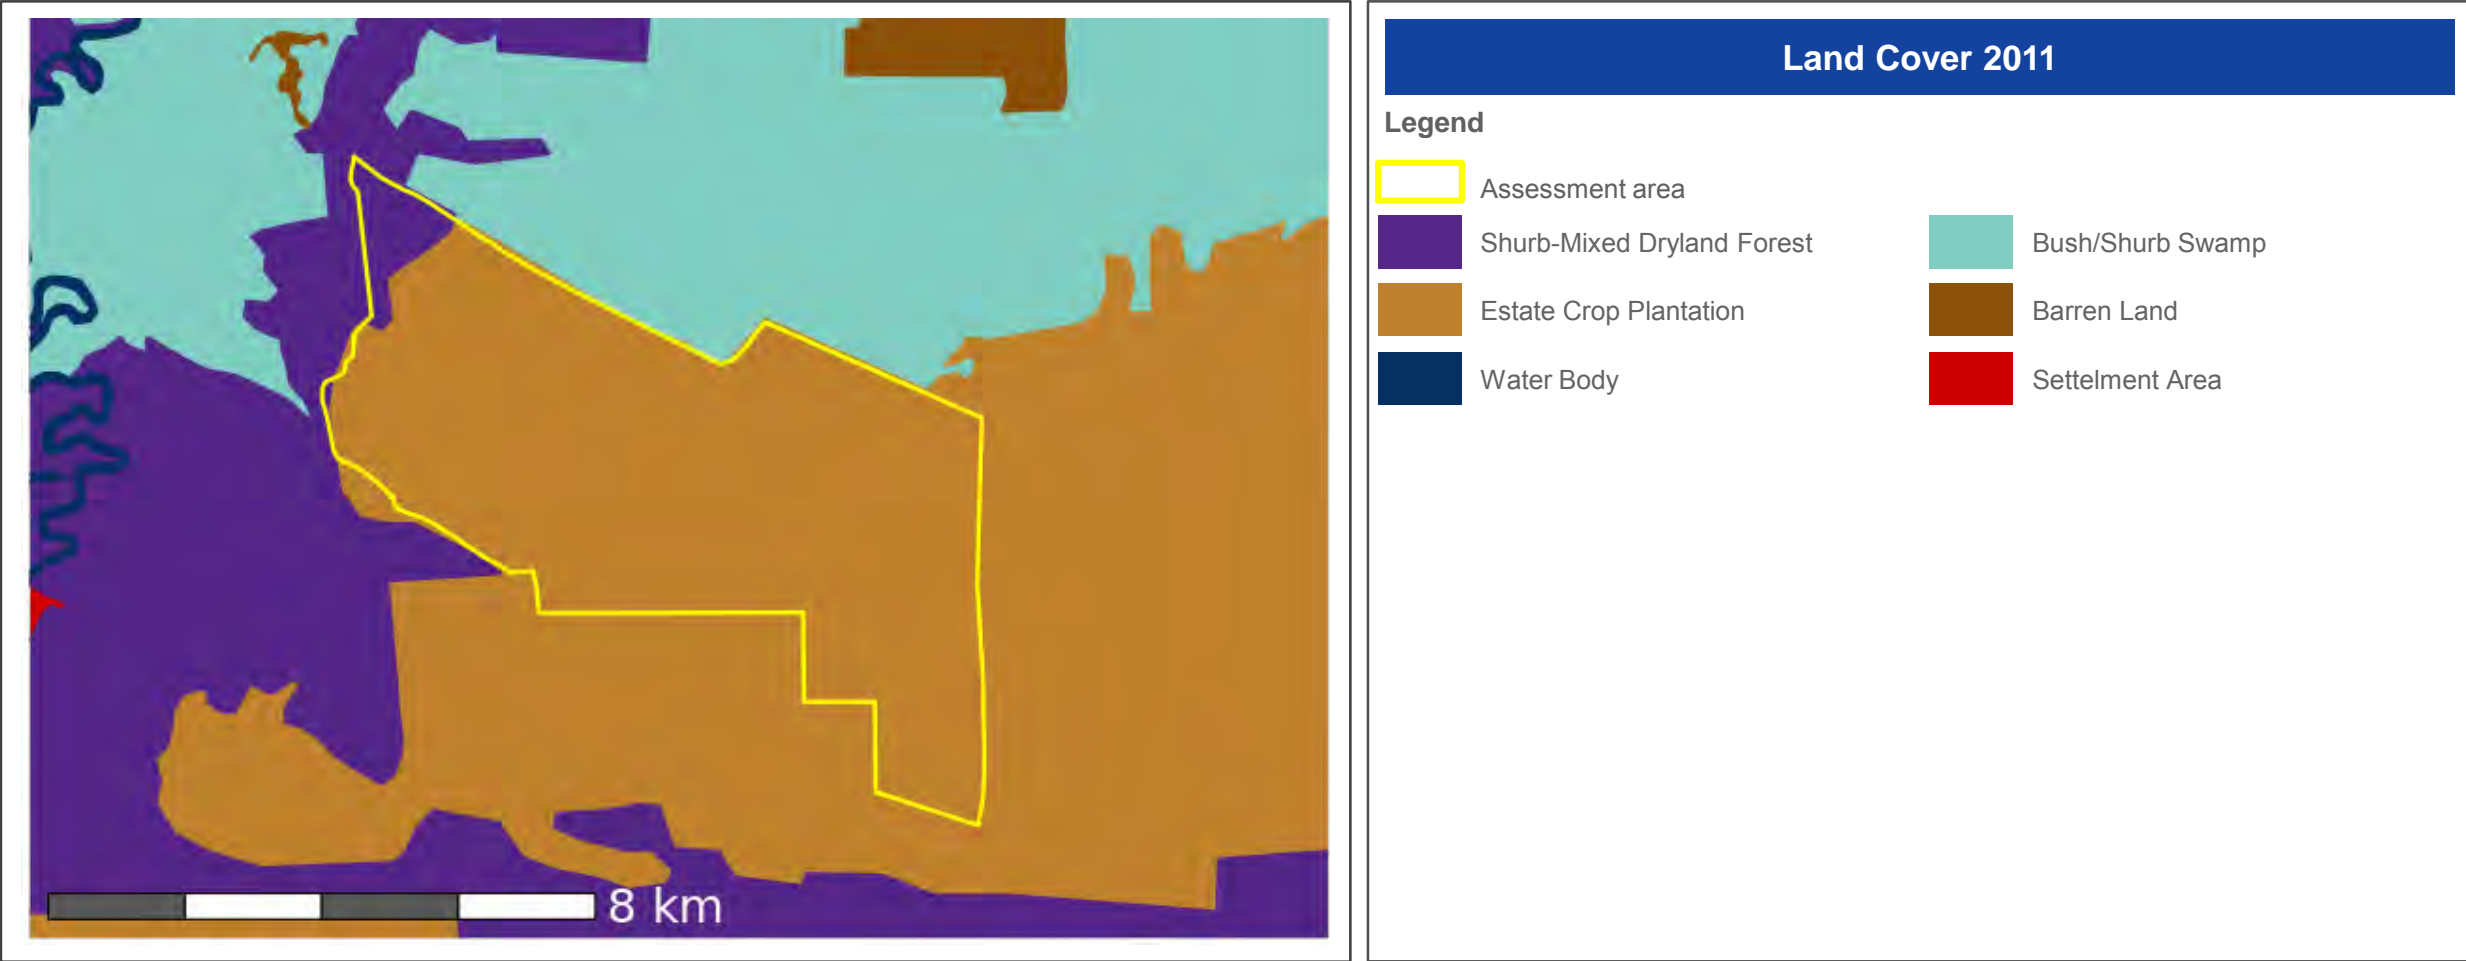 Land Cover 2011
Legend
Assessment area
Shurb-Mixed Dryland Forest
Bush/Shurb Swamp
Estate Crop Plantation
Barren Land
Water Body
Settelment Area
8 km